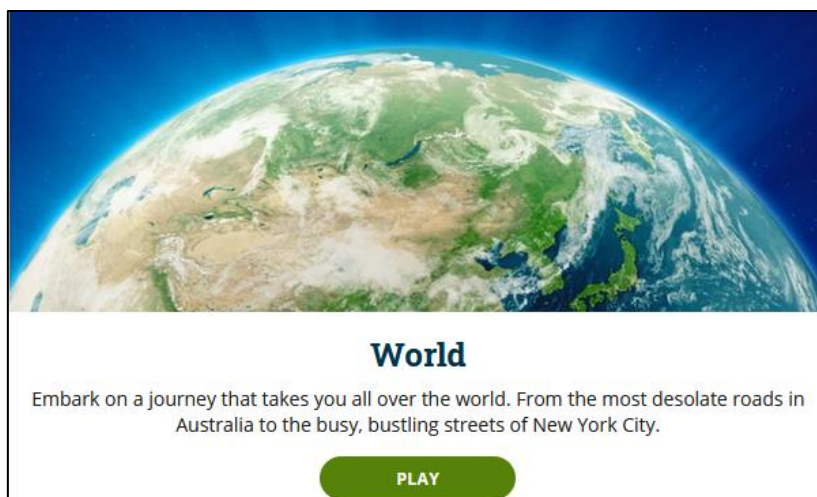 World
Embark on a journey that takes you all over the world. From the most desolate roads in
Australia to the busy, bustling streets of New York City.
PLAY